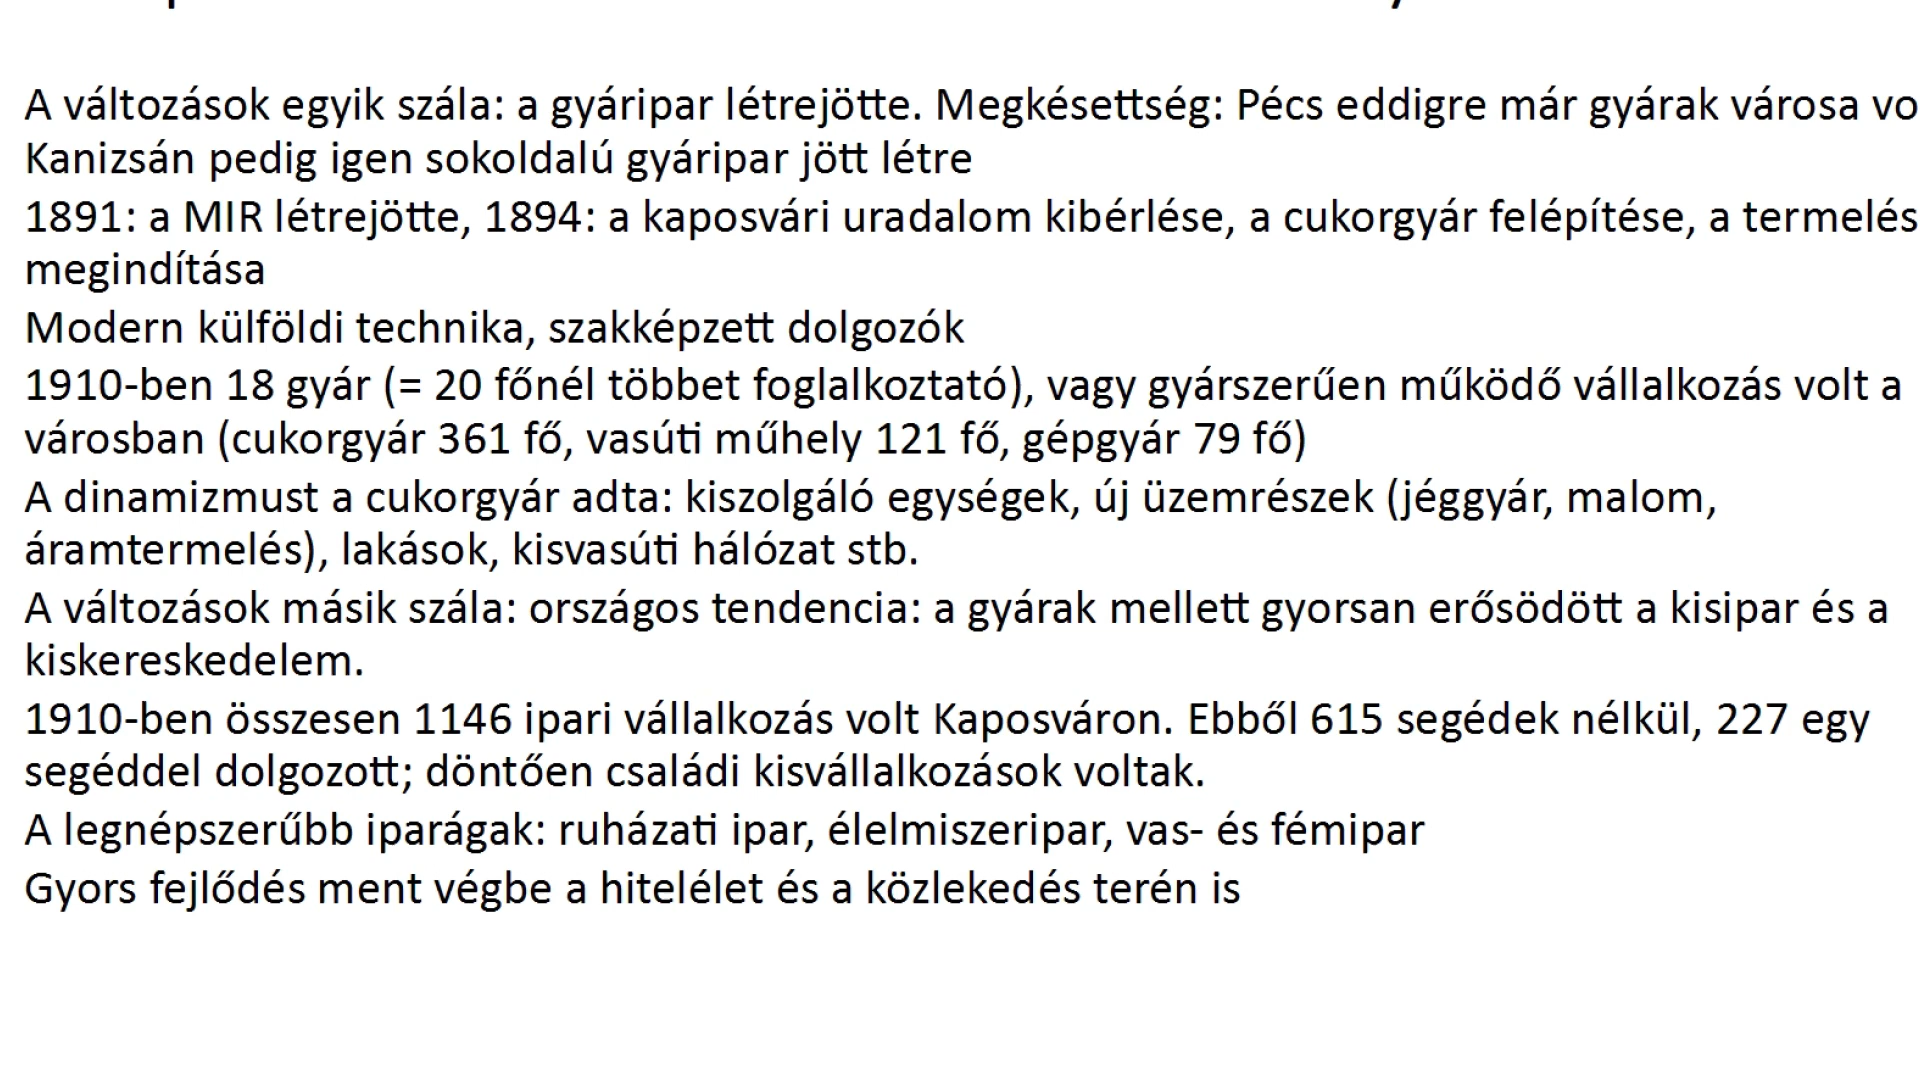 A változások egyik szála: a gyáripar létrejötte. Megkésettség: Pécs eddigre már gyárak városa
Kanizsán pedig igen sokoldalú gyáripar jött létre
1891: a MIR létrejötte, 1894: a kaposvári uradalom kibérlése, a cukorgyár felépítése, a termelés
megindítása
Modern külföldi technika, szakképzett dolgozók
1910-ben 18 gyár (= 20 főnél többet foglalkoztató), vagy gyárszerűen működő vállalkozás volt a
városban (cukorgyár 361 fő, vasúti műhely 121 fő, gépgyár 79 fő)
A dinamizmust a cukorgyár adta: kiszolgáló egységek, új üzemrészek (jéggyár, malom,
áramtermelés), lakások, kisvasúti hálózat stb.
A változások másik szála: országos tendencia: a gyárak mellett gyorsan erősödött a kisipar és a
kiskereskedelem.
1910-ben összesen 1146 ipari vállalkozás volt Kaposváron. Ebből 615 segédek nélkül, 227 egy
segéddel dolgozott; döntően családi kisvállalkozások voltak.
A legnépszerűbb iparágak: ruházati ipar, élelmiszeripar, vas- és fémipar
Gyors fejlődés ment végbe a hitelélet és a közlekedés terén is